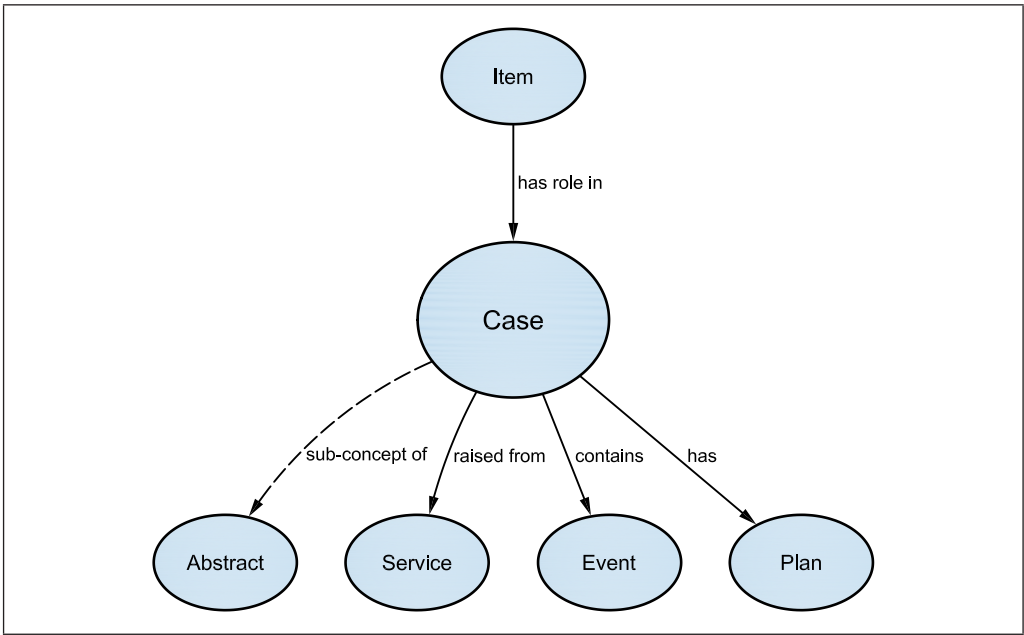 Item
has role in
Case
sub-concept of
raised from
contains
has
Abstract
Service
Event
Plan